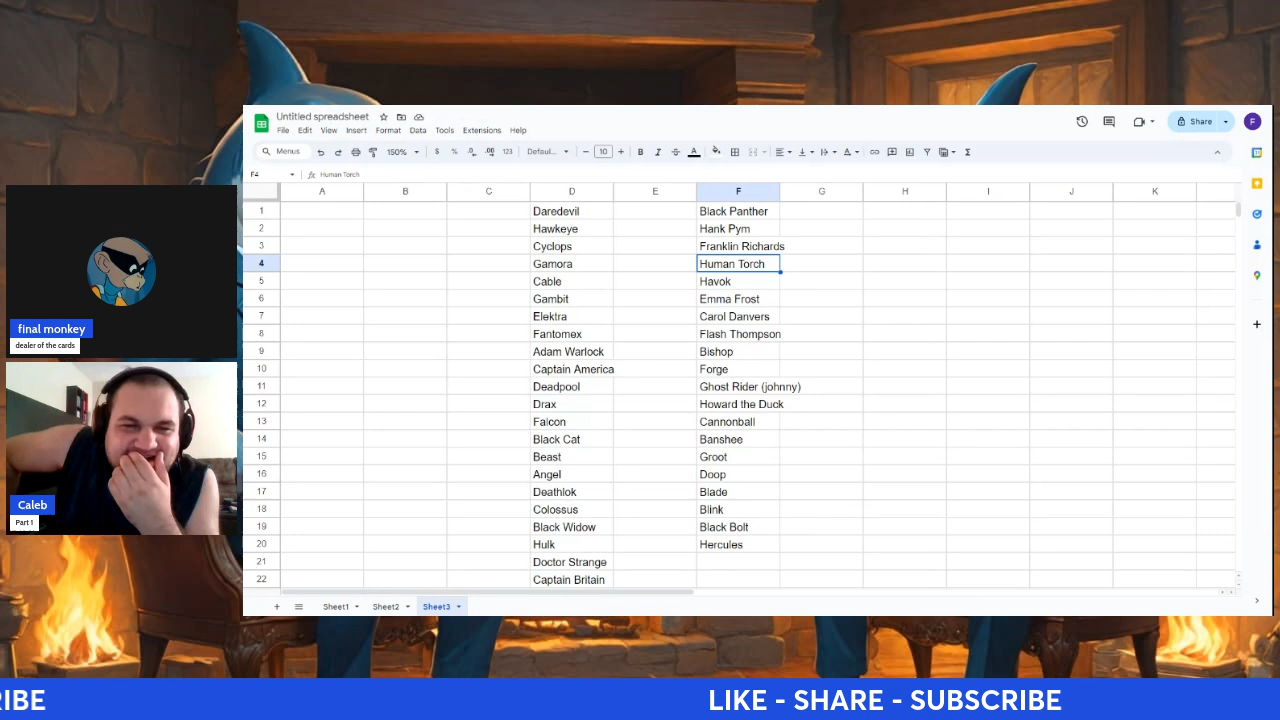 Untitled spreadsheet
File Edit View Insert Format Data Tools Extensions Help
Share
F
Menus 150% $ % .0 .00 123 Defaul... 10 B I A
F4 fx Human Torch
A B C D E F G H I J K
1 Daredevil Black Panther
2 Hawkeye Hank Pym
3 Cyclops Franklin Richards
4 Gamora Human Torch
5 Cable Havok
6 Gambit Emma Frost
7 Elektra Carol Danvers
8 Fantomex Flash Thompson
9 Adam Warlock Bishop
10 Captain America Forge
11 Deadpool Ghost Rider (johnny)
12 Drax Howard the Duck
13 Falcon Cannonball
14 Black Cat Banshee
15 Beast Groot
16 Angel Doop
17 Deathlok Blade
18 Colossus Blink
19 Black Widow Black Bolt
20 Hulk Hercules
21 Doctor Strange
22 Captain Britain
Sheet1 Sheet2 Sheet3
final monkey
dealer of the cards
Caleb
Part 1
RIBE LIKE - SHARE - SUBSCRIBE